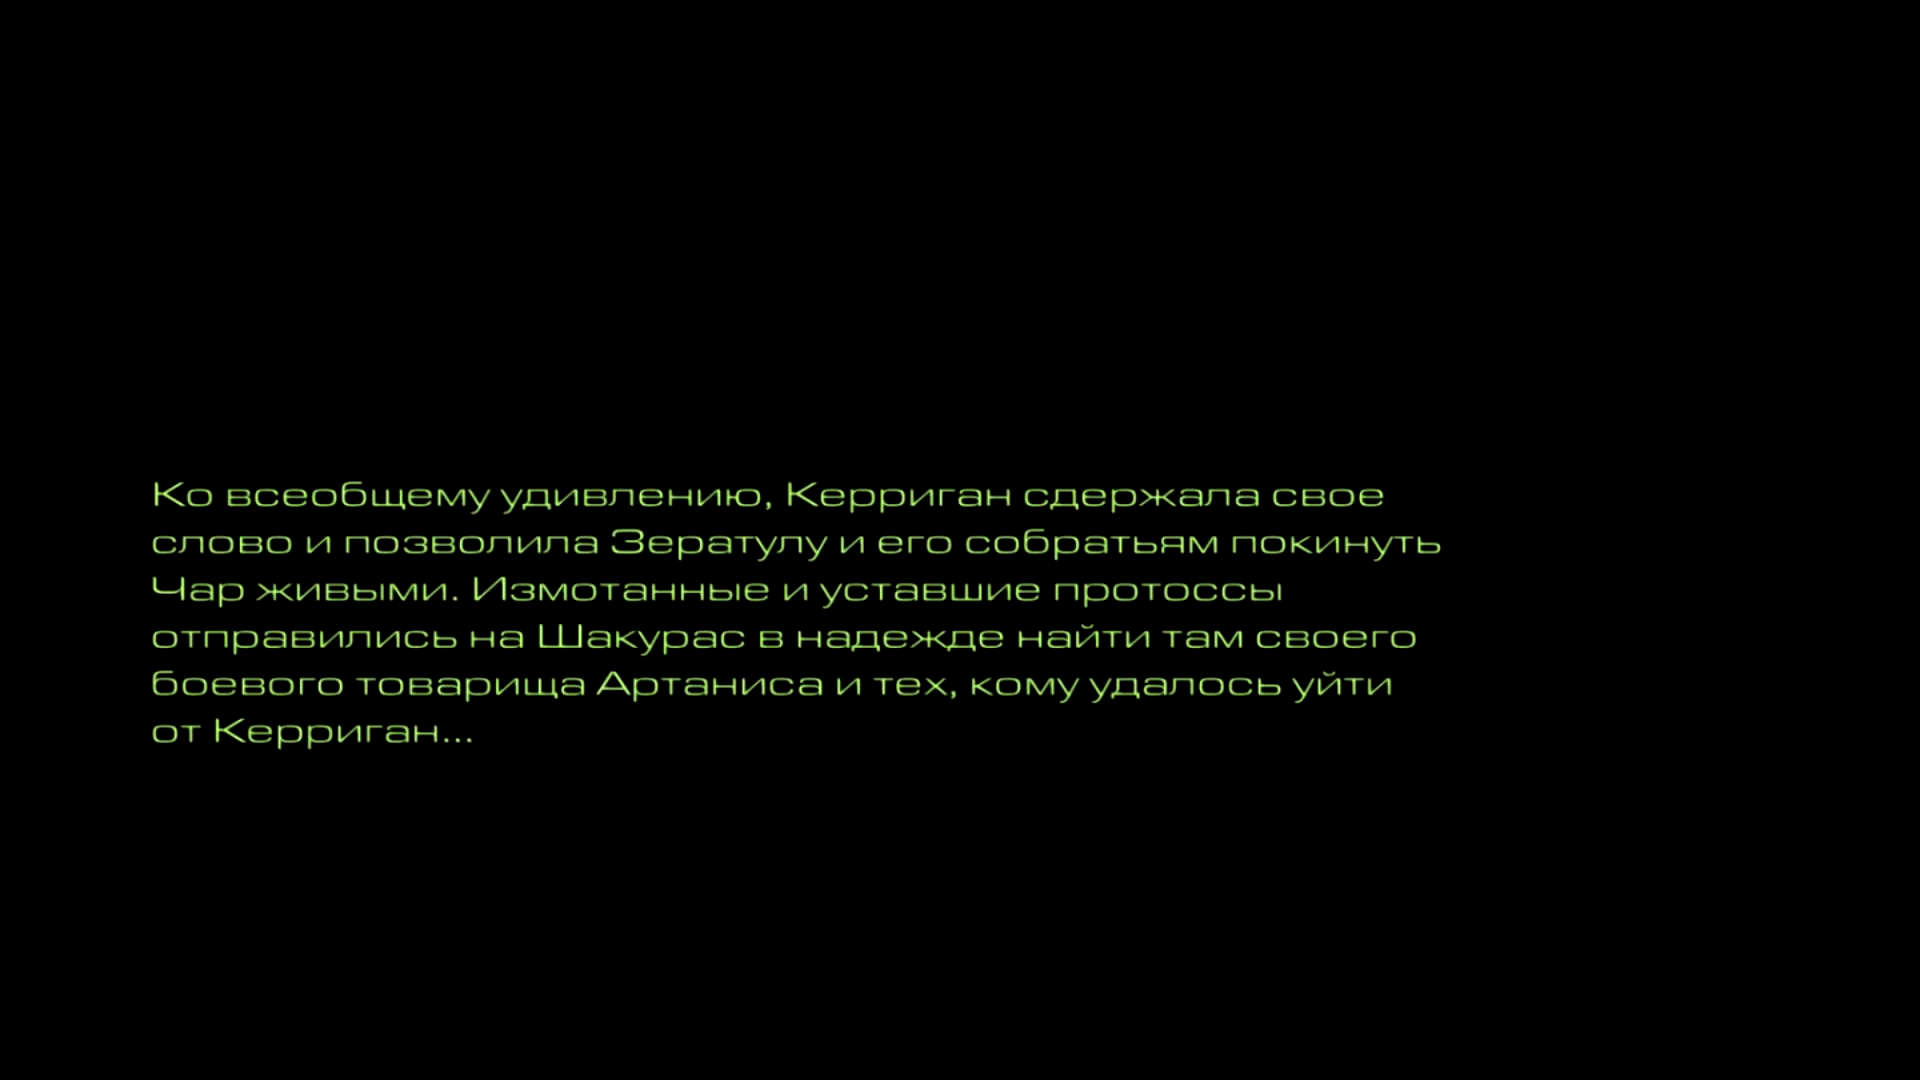 Ко всеобщему удивлению, Керриган сдержала свое
слово и позволила Зератулу и его собратьям покинуть
Чар живыми. Измотанные и уставшие протоссы
отправились на Шакурас в надежде найти там своего
боевого товарища Артаниса и тех, кому удалось уйти
от Керриган...